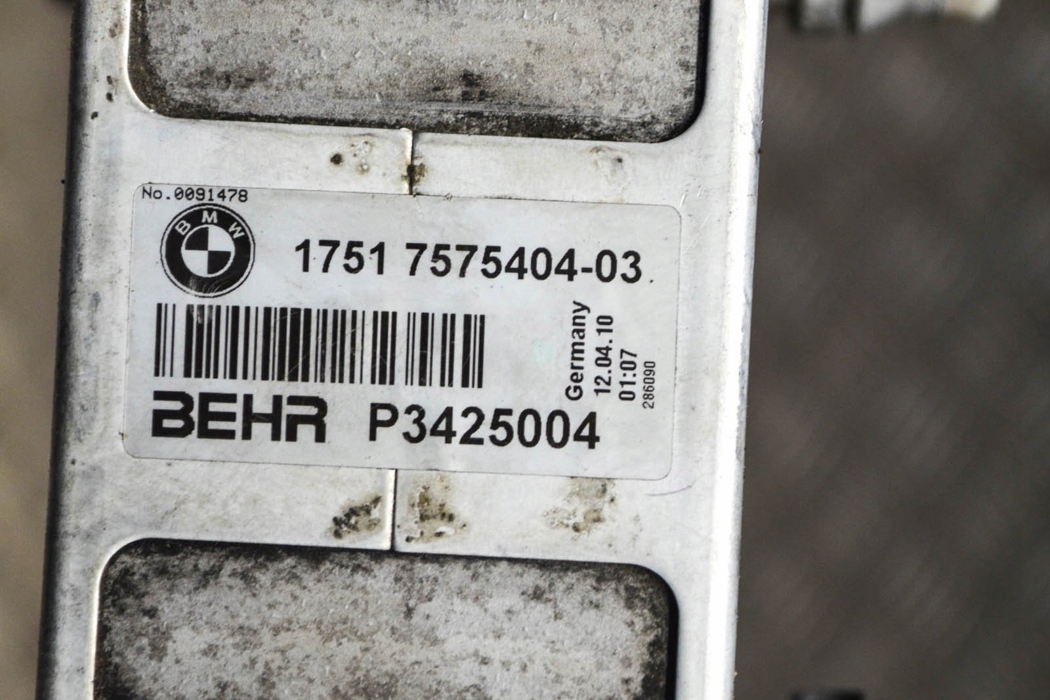 No.0091478
BMW
1751 7575404-03
Germany
12.04.10
01:07
286090
BEHR P3425004